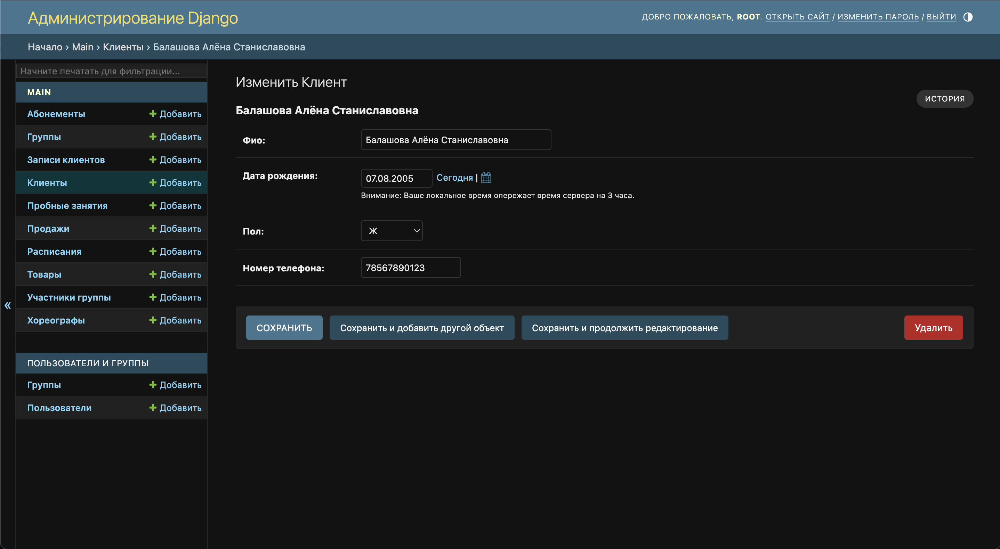 Администрирование Django
ДОБРО ПОЖАЛОВАТЬ, ROOT. ОТКРЫТЬ САЙТ / ИЗМЕНИТЬ ПАРОЛЬ / ВЫЙТИ
Начало › Main › Клиенты › Балашова Алёна Станиславовна
Начните печатать для фильтрации...
MAIN
Абонементы Добавить
Группы Добавить
Записи клиентов Добавить
Клиенты Добавить
Пробные занятия Добавить
Продажи Добавить
Расписания Добавить
Товары Добавить
Участники группы Добавить
Хореографы Добавить
ПОЛЬЗОВАТЕЛИ И ГРУППЫ
Группы Добавить
Пользователи Добавить
«
Изменить Клиент
ИСТОРИЯ
Балашова Алёна Станиславовна
Фио: Балашова Алёна Станиславовна
Дата рождения: 07.08.2005 Сегодня |
Внимание: Ваше локальное время опережает время сервера на 3 часа.
Пол: Ж
Номер телефона: 78567890123
СОХРАНИТЬ Сохранить и добавить другой объект Сохранить и продолжить редактирование Удалить